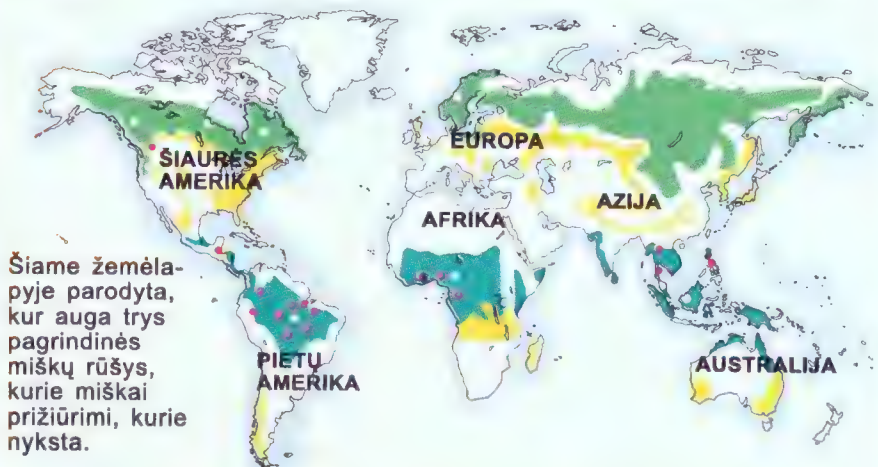 ŠIAURĖS
AMERIKA
EUROPA
AZIJA
AFRIKA
PIETŲ
AMERIKA
AUSTRALIJA
Šiame žemėla-
pyje parodyta,
kur auga trys
pagrindinės
miškų rūšys,
kurie miškai
prižiūrimi, kurie
nyksta.